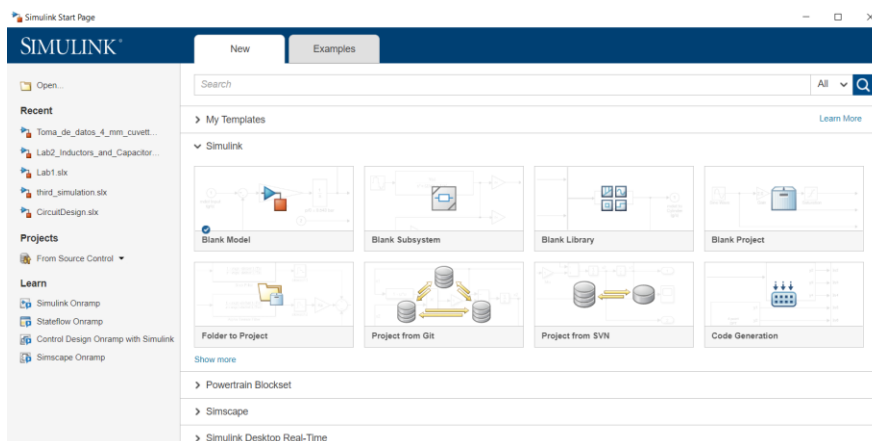 Simulink Start Page
SIMULINK®
New
Examples
Open...
Recent
Toma_de_datos_4_mm_cuvett...
Lab2_Inductors_and_Capacitor...
Lab1.slx
third_simulation.slx
CircuitDesign.slx
Projects
From Source Control
Learn
Simulink Onramp
Stateflow Onramp
Control Design Onramp with Simulink
Simscape Onramp
Search
All
My Templates
Learn More
Simulink
Blank Model
Blank Subsystem
Blank Library
Blank Project
Folder to Project
Project from Git
Project from SVN
Code Generation
Show more
Powertrain Blockset
Simscape
Simulink Desktop Real-Time